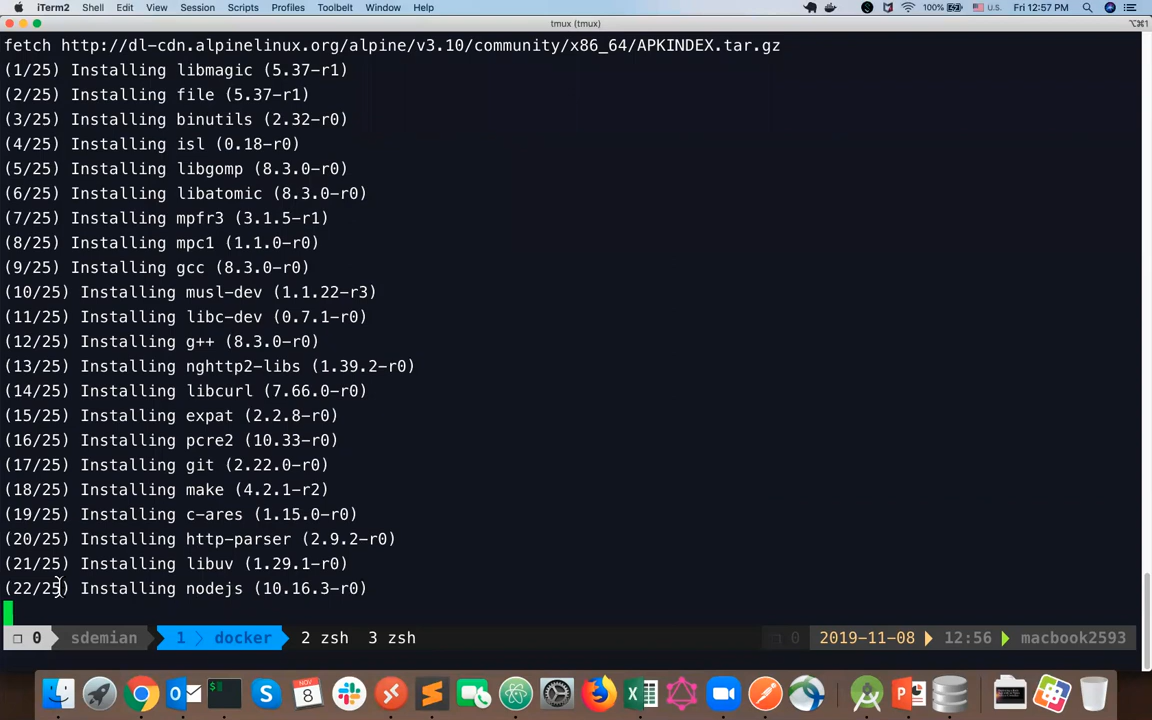 iTerm2 Shell Edit View Session Scripts Profiles Toolbelt Window Help 100% U.S. Fri 12:57 PM
tmux (tmux) ⌥⌘1
fetch http://dl-cdn.alpinelinux.org/alpine/v3.10/community/x86_64/APKINDEX.tar.gz
(1/25) Installing libmagic (5.37-r1)
(2/25) Installing file (5.37-r1)
(3/25) Installing binutils (2.32-r0)
(4/25) Installing isl (0.18-r0)
(5/25) Installing libgomp (8.3.0-r0)
(6/25) Installing libatomic (8.3.0-r0)
(7/25) Installing mpfr3 (3.1.5-r1)
(8/25) Installing mpc1 (1.1.0-r0)
(9/25) Installing gcc (8.3.0-r0)
(10/25) Installing musl-dev (1.1.22-r3)
(11/25) Installing libc-dev (0.7.1-r0)
(12/25) Installing g++ (8.3.0-r0)
(13/25) Installing nghttp2-libs (1.39.2-r0)
(14/25) Installing libcurl (7.66.0-r0)
(15/25) Installing expat (2.2.8-r0)
(16/25) Installing pcre2 (10.33-r0)
(17/25) Installing git (2.22.0-r0)
(18/25) Installing make (4.2.1-r2)
(19/25) Installing c-ares (1.15.0-r0)
(20/25) Installing http-parser (2.9.2-r0)
(21/25) Installing libuv (1.29.1-r0)
(22/25) Installing nodejs (10.16.3-r0)
❐ 0 sdemian 1 docker 2 zsh 3 zsh 0 2019-11-08 12:56 macbook2593
NOV 8